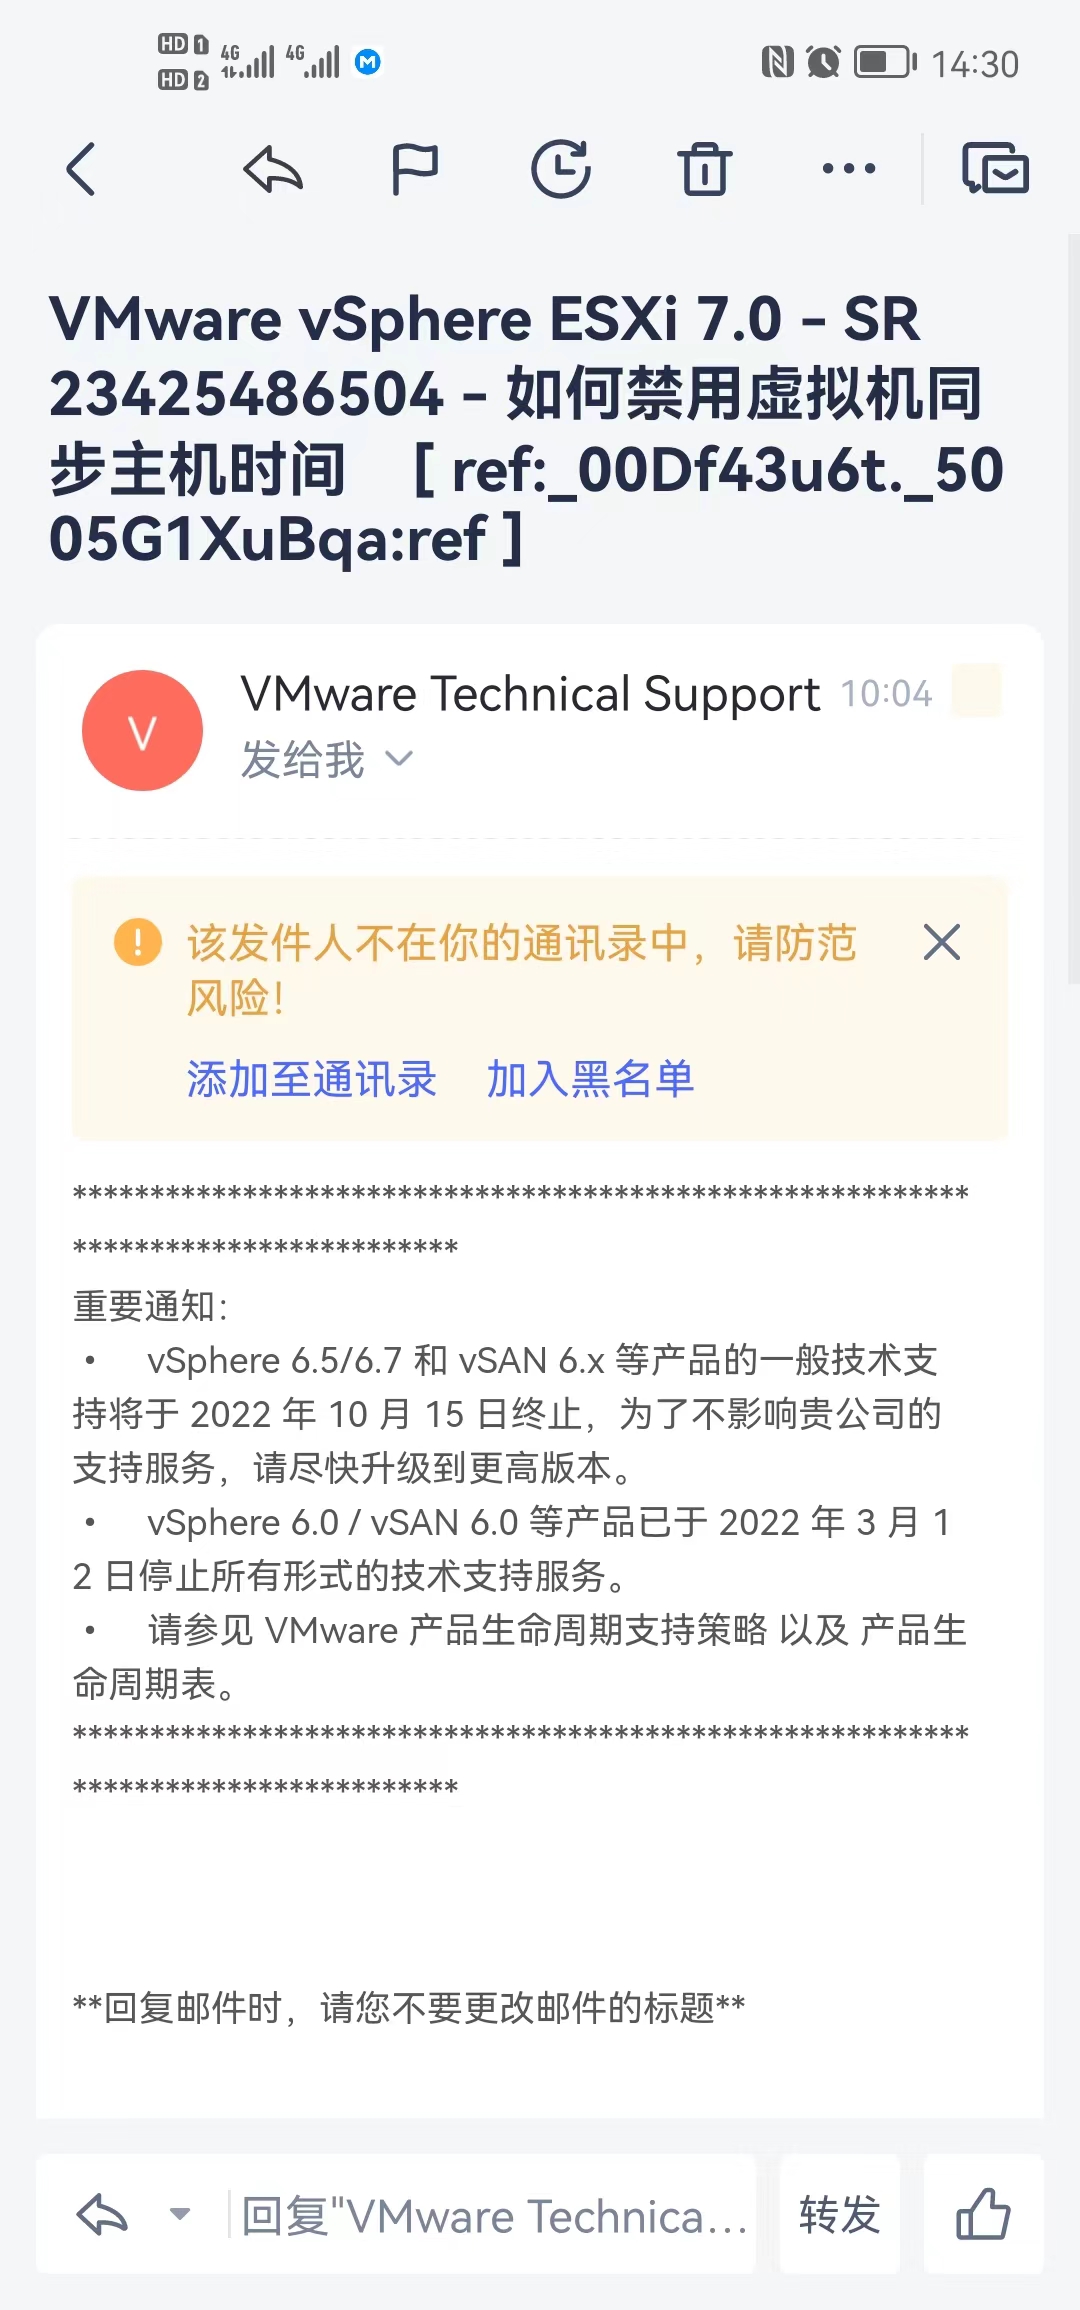 HD 1 4G 4G M 14:30
HD 2
VMware vSphere ESXi 7.0 - SR
23425486504 - 如何禁用虚拟机同
步主机时间 [ ref:_00Df43u6t._50
05G1XuBqa:ref ]
V
VMware Technical Support 10:04
发给我
该发件人不在你的通讯录中，请防范
风险！
添加至通讯录 加入黑名单
**********************************************************
*************************
重要通知：
• vSphere 6.5/6.7 和 vSAN 6.x 等产品的一般技术支
持将于 2022 年 10 月 15 日终止，为了不影响贵公司的
支持服务，请尽快升级到更高版本。
• vSphere 6.0 / vSAN 6.0 等产品已于 2022 年 3 月 1
2 日停止所有形式的技术支持服务。
• 请参见 VMware 产品生命周期支持策略 以及 产品生
命周期表。
**********************************************************
*************************
**回复邮件时，请您不要更改邮件的标题**
回复"VMware Technica... 转发